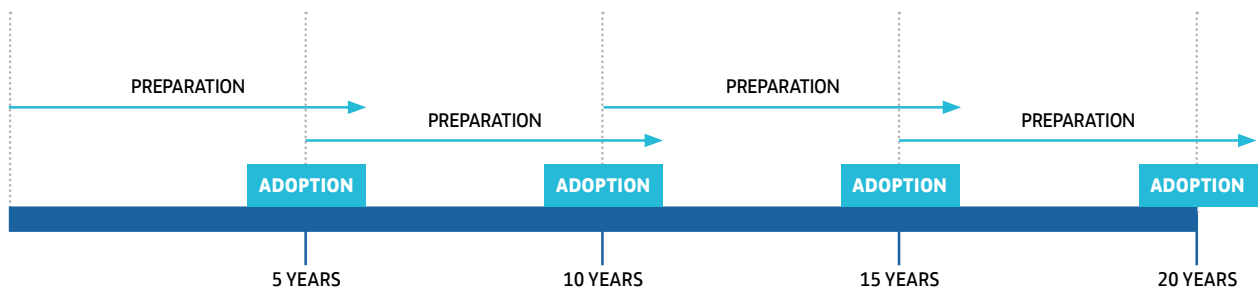 PREPARATION
PREPARATION
PREPARATION
PREPARATION
ADOPTION
ADOPTION
ADOPTION
ADOPTION
5 YEARS
10 YEARS
15 YEARS
20 YEARS